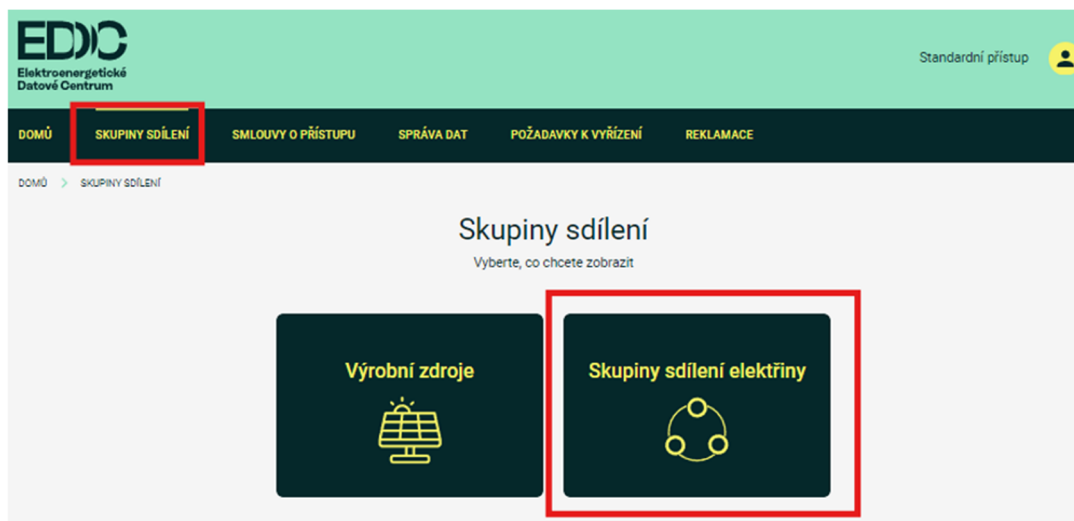 EDC
Elektroenergetické
Datové Centrum
Standardní přístup
DOMŮ SKUPINY SDÍLENÍ SMLOUVY O PŘÍSTUPU SPRÁVA DAT POŽADAVKY K VYŘÍZENÍ REKLAMACE
DOMŮ > SKUPINY SDÍLENÍ
Skupiny sdílení
Vyberte, co chcete zobrazit
Výrobní zdroje
Skupiny sdílení elektřiny